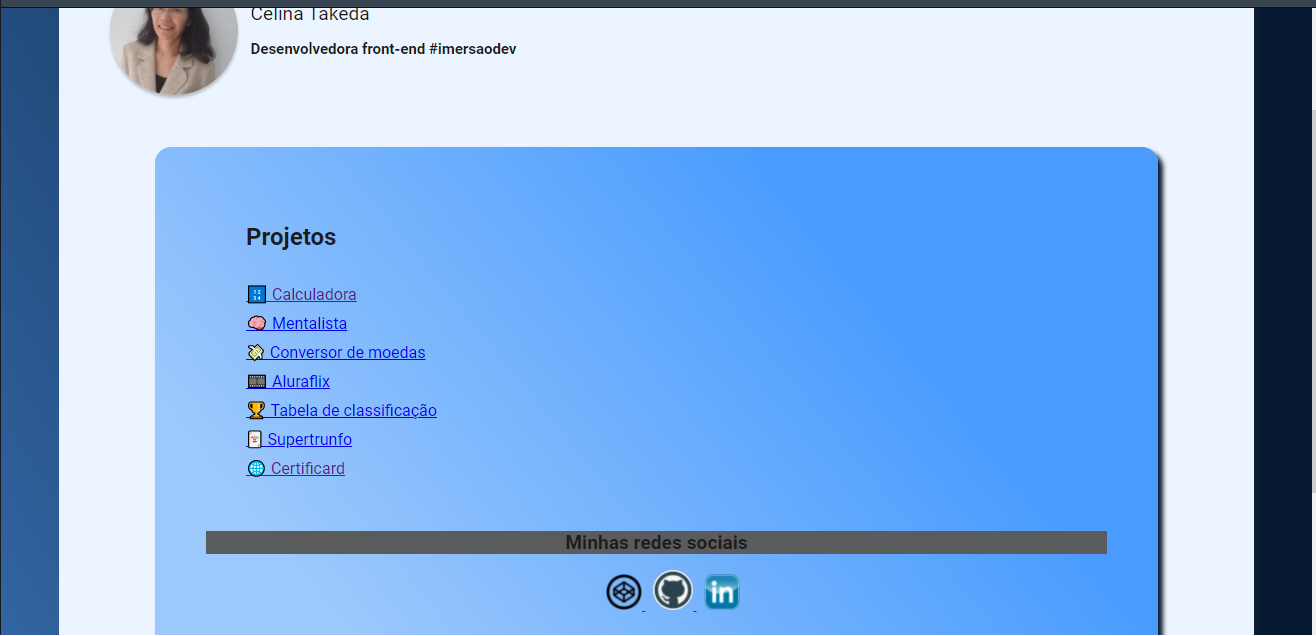 Celina Takeda
Desenvolvedora front-end #imersaodev
Projetos
Calculadora
Mentalista
Conversor de moedas
Aluraflix
Tabela de classificação
Supertrunfo
Certificard
Minhas redes sociais
in